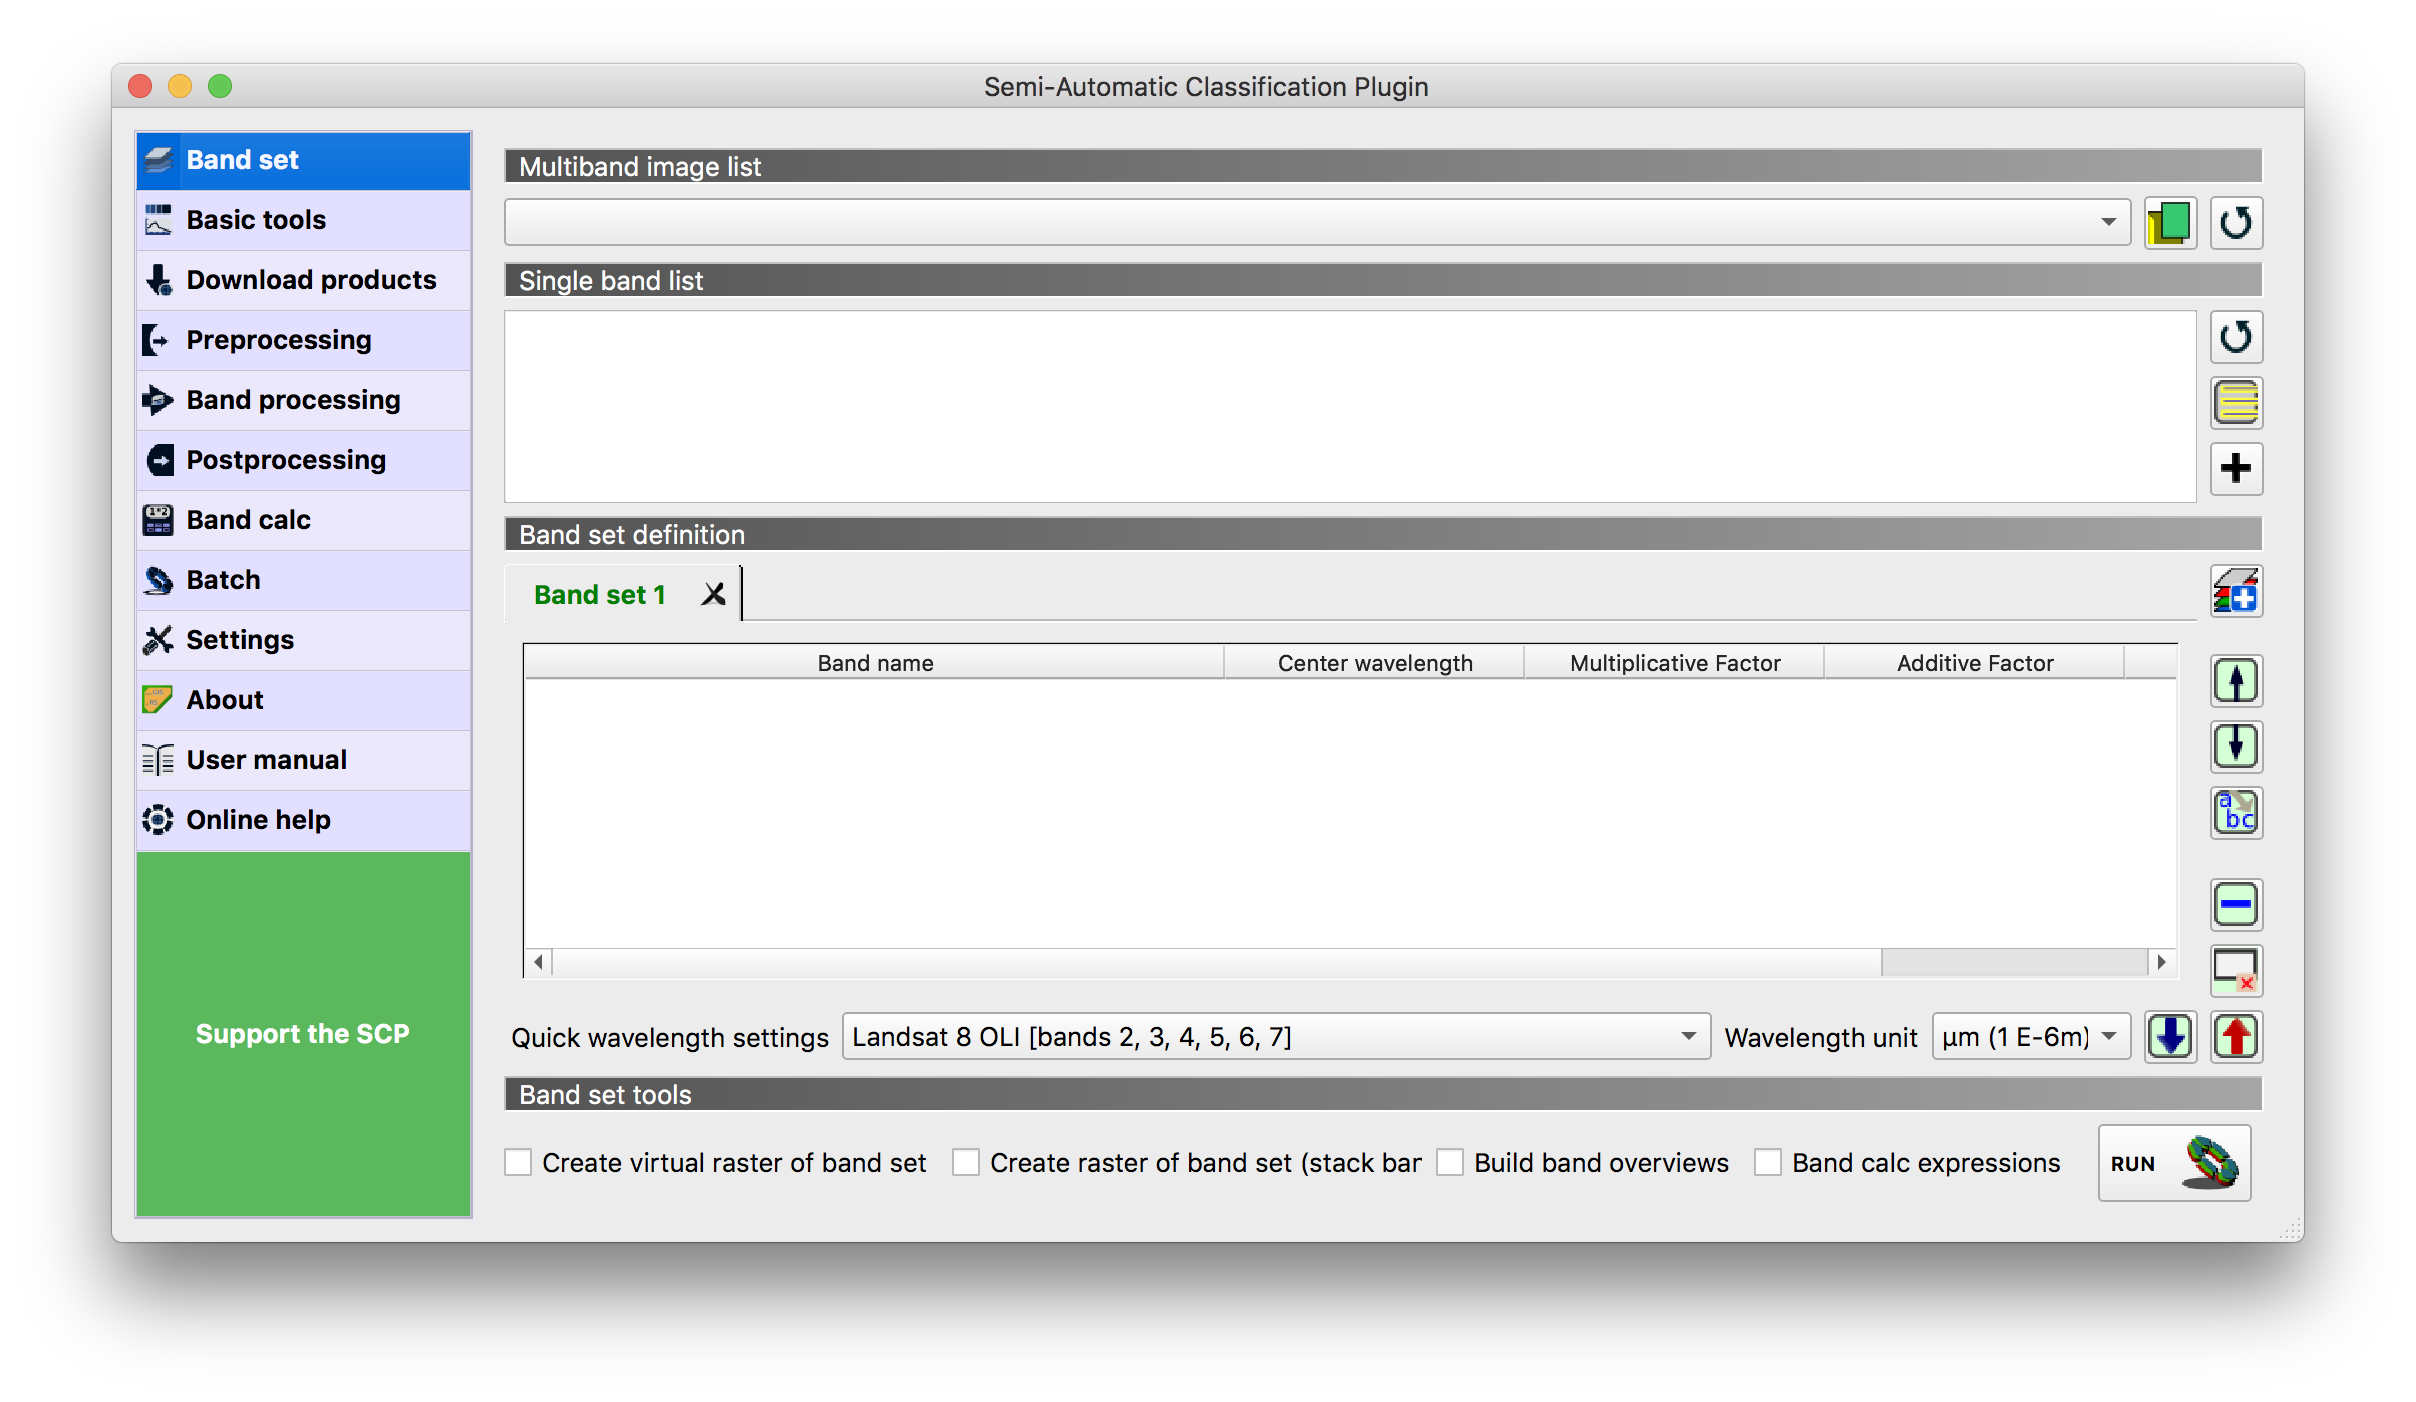 Semi-Automatic Classification Plugin
Band set
Basic tools
Download products
Preprocessing
Band processing
Postprocessing
Band calc
Batch
Settings
About
User manual
Online help
Support the SCP
Multiband image list
Single band list
Band set definition
Band set 1
Band name Center wavelength Multiplicative Factor Additive Factor
a
bc
Quick wavelength settings Landsat 8 OLI [bands 2, 3, 4, 5, 6, 7] Wavelength unit µm (1 E-6m)
Band set tools
Create virtual raster of band set Create raster of band set (stack bar Build band overviews Band calc expressions RUN